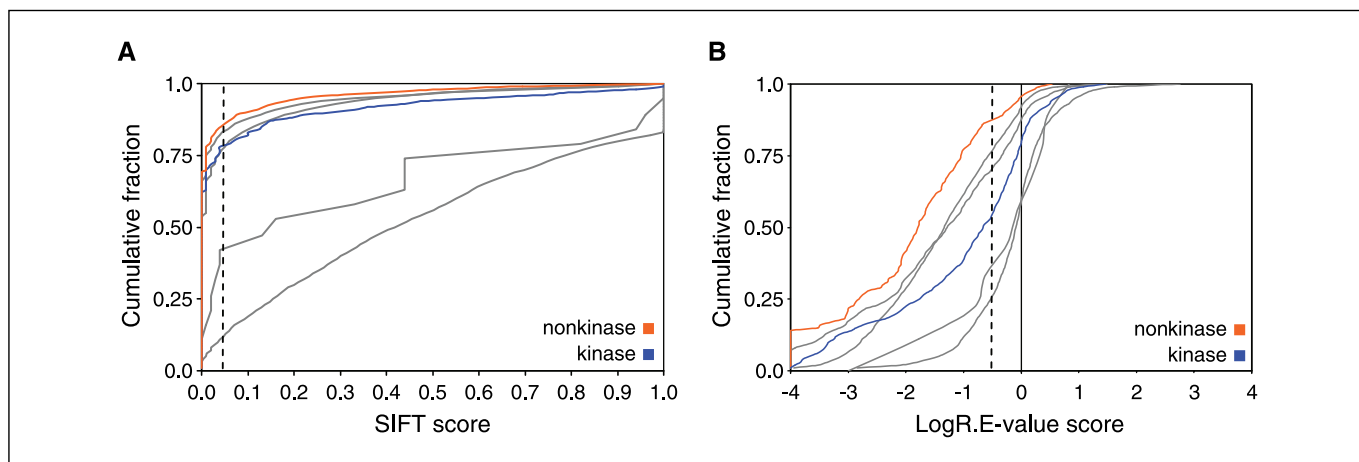 A
Cumulative fraction
1.0
0.75
0.50
0.25
0.0
nonkinase
kinase
0.0 0.1 0.2 0.3 0.4 0.5 0.6 0.7 0.8 0.9 1.0
SIFT score
B
Cumulative fraction
1.0
0.75
0.50
0.25
0.0
nonkinase
kinase
-4 -3 -2 -1 0 1 2 3 4
LogR.E-value score